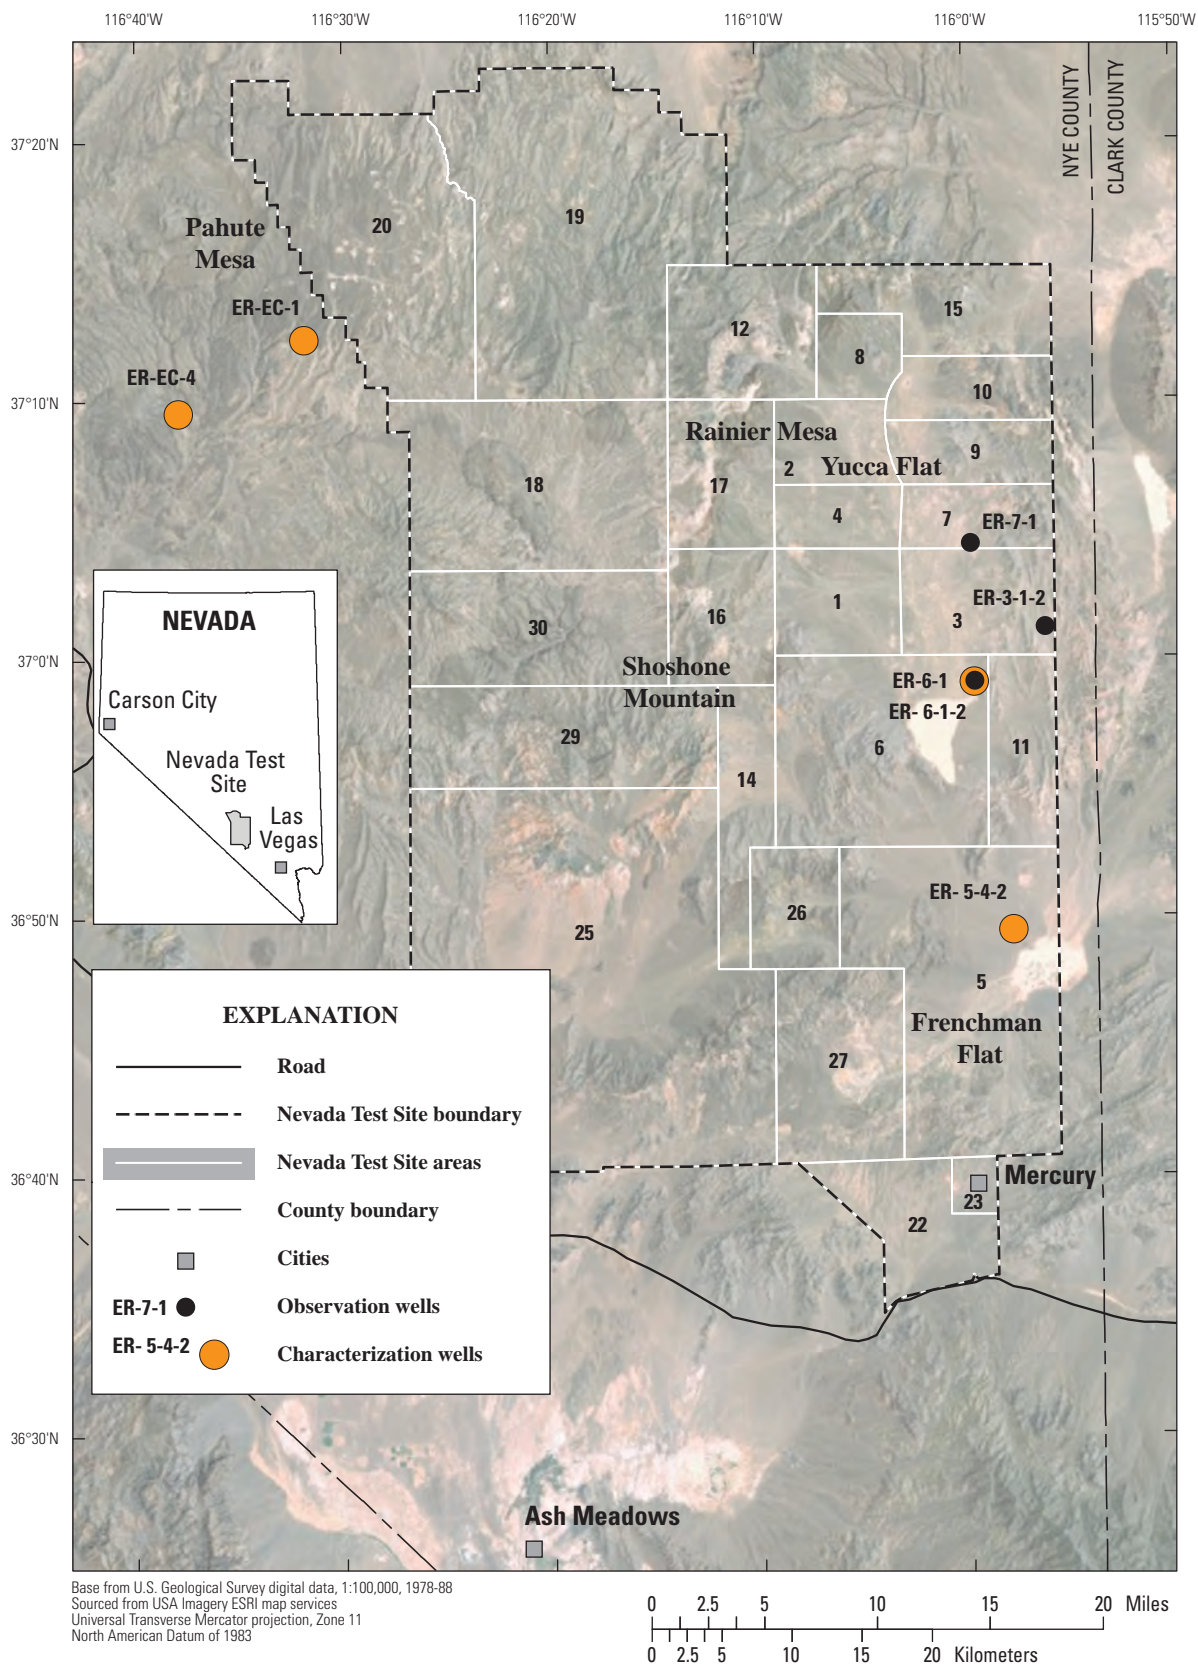 116°40'W 116°30'W 116°20'W 116°10'W 116°0'W 115°50'W
NYE COUNTY
CLARK COUNTY
37°20'N
37°10'N
37°0'N
36°50'N
36°40'N
36°30'N
19
20
Pahute
Mesa
ER-EC-1
ER-EC-4
15
12
8
10
Rainier Mesa
9
2
Yucca Flat
18
17
4
7
ER-7-1
1
ER-3-1-2
3
16
30
Shoshone
Mountain
ER-6-1
ER- 6-1-2
29
6
11
14
ER- 5-4-2
26
25
5
Frenchman
Flat
27
Mercury
23
22
NEVADA
Carson City
Nevada Test
Site
Las
Vegas
EXPLANATION
Road
Nevada Test Site boundary
Nevada Test Site areas
County boundary
Cities
ER-7-1 Observation wells
ER- 5-4-2 Characterization wells
Ash Meadows
Base from U.S. Geological Survey digital data, 1:100,000, 1978-88
Sourced from USA Imagery ESRI map services
Universal Transverse Mercator projection, Zone 11
North American Datum of 1983
0 2.5 5 10 15 20 Miles
0 2.5 5 10 15 20 Kilometers